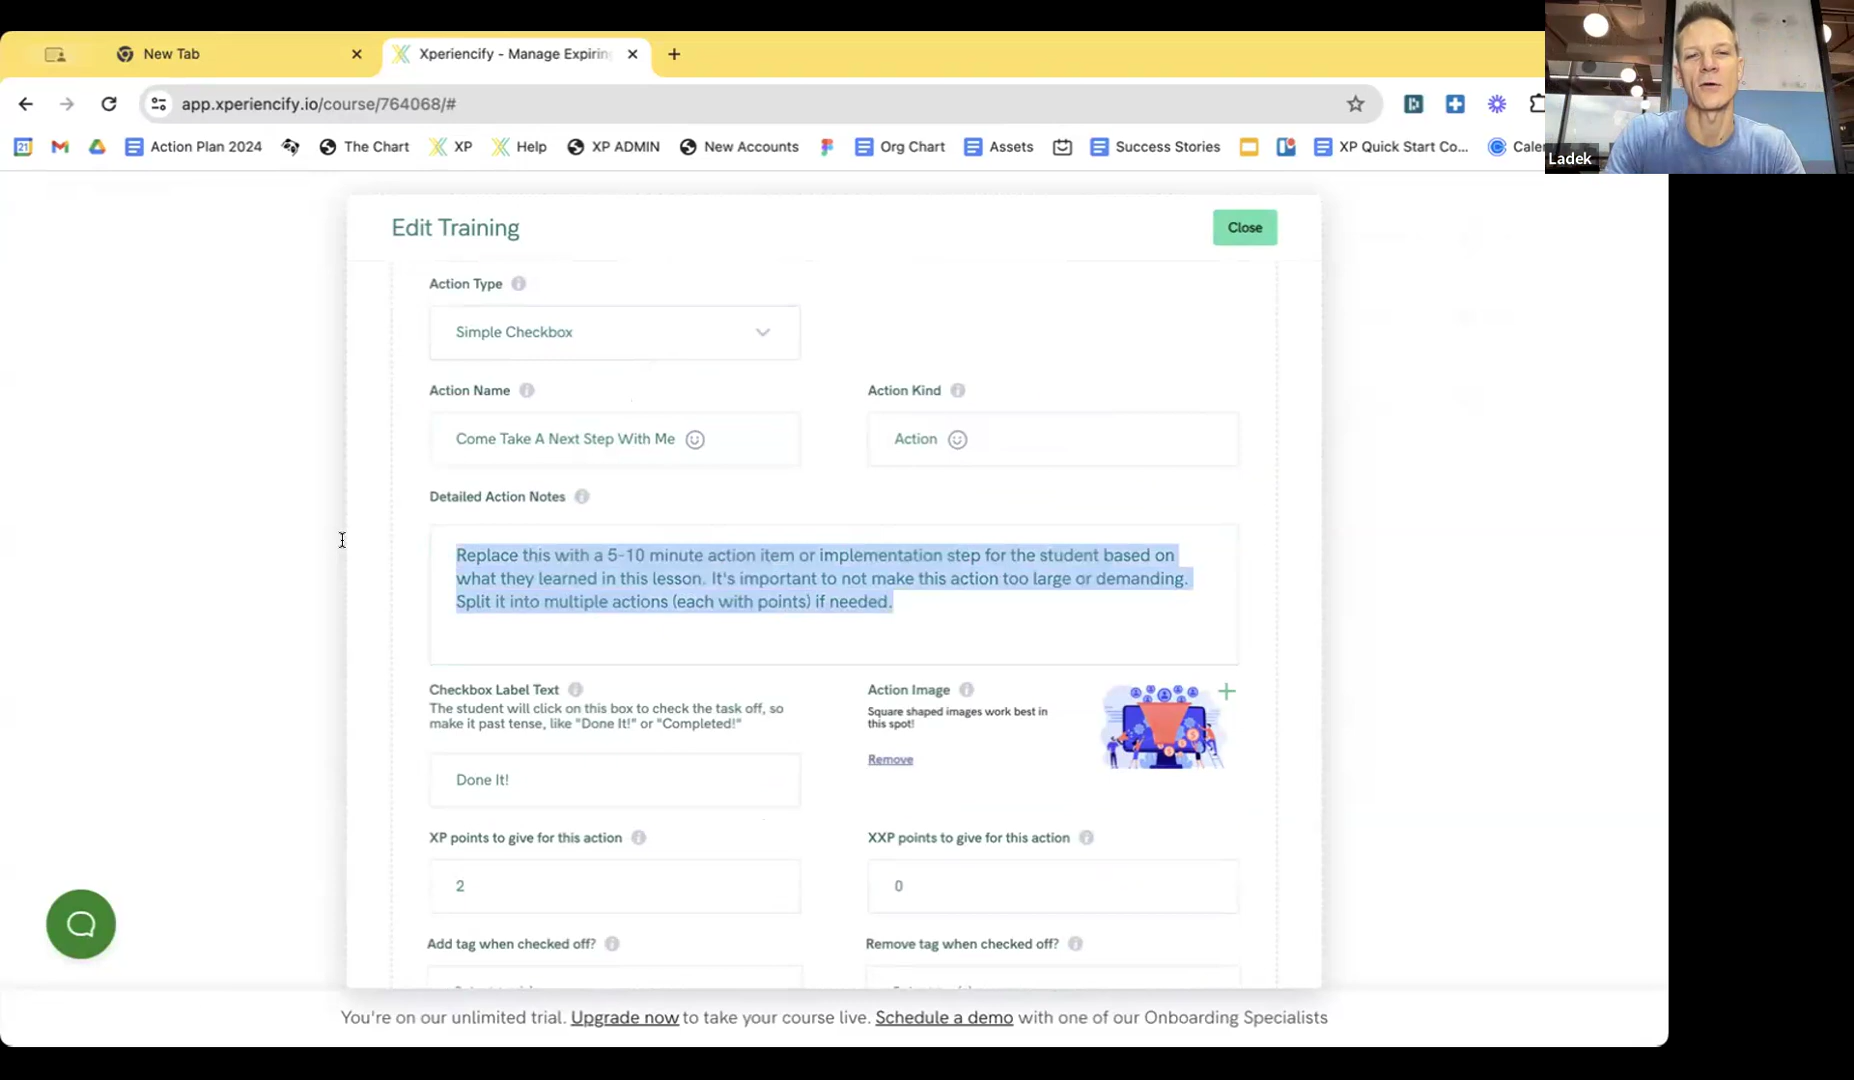 New Tab
Xperiencify - Manage Expirin
app.xperiencify.io/course/764068/#
21
Action Plan 2024
The Chart
XP
Help
XP ADMIN
New Accounts
Org Chart
Assets
Success Stories
XP Quick Start Co...
Caler
Ladek
Edit Training
Close
Action Type
Simple Checkbox
Action Name
Action Kind
Come Take A Next Step With Me
Action
Detailed Action Notes
Replace this with a 5-10 minute action item or implementation step for the student based on
what they learned in this lesson. It's important to not make this action too large or demanding.
Split it into multiple actions (each with points) if needed.
Checkbox Label Text
The student will click on this box to check the task off, so
make it past tense, like "Done It!" or "Completed!"
Action Image
Square shaped images work best in
this spot!
Remove
Done It!
XP points to give for this action
XXP points to give for this action
2
0
Add tag when checked off?
Remove tag when checked off?
You're on our unlimited trial. Upgrade now to take your course live. Schedule a demo with one of our Onboarding Specialists